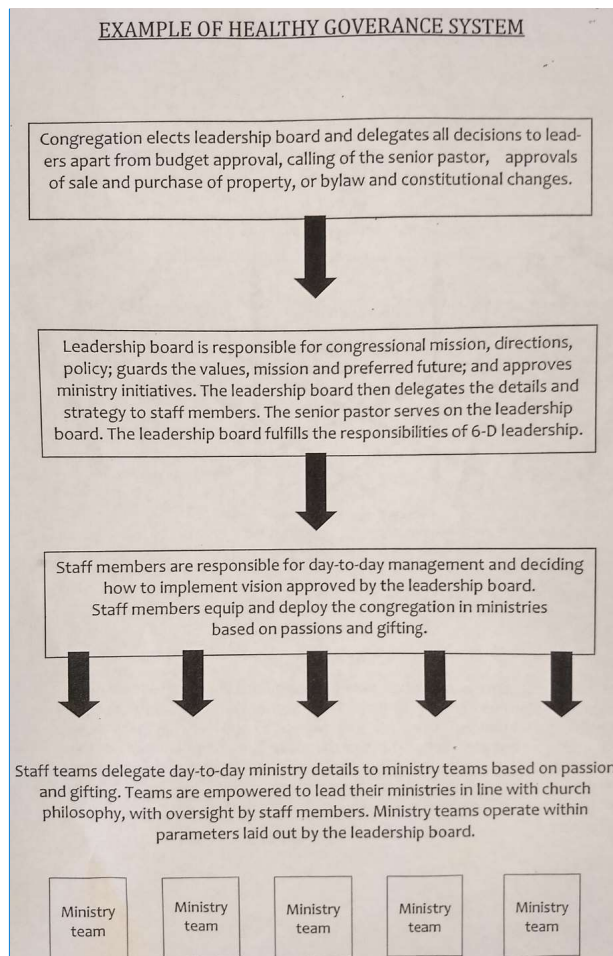 EXAMPLE OF HEALTHY GOVERANCE SYSTEM
Congregation elects leadership board and delegates all decisions to lead-
ers apart from budget approval, calling of the senior pastor, approvals
of sale and purchase of property, or bylaw and constitutional changes.
Leadership board is responsible for congressional mission, directions,
policy; guards the values, mission and preferred future; and approves
ministry initiatives. The leadership board then delegates the details and
strategy to staff members. The senior pastor serves on the leadership
board. The leadership board fulfills the responsibilities of 6-D leadership.
Staff members are responsible for day-to-day management and deciding
how to implement vision approved by the leadership board.
Staff members equip and deploy the congregation in ministries
based on passions and gifting.
Staff teams delegate day-to-day ministry details to ministry teams based on passion
and gifting. Teams are empowered to lead their ministries in line with church
philosophy, with oversight by staff members. Ministry teams operate within
parameters laid out by the leadership board.
Ministry
team
Ministry
team
Ministry
team
Ministry
team
Ministry
team